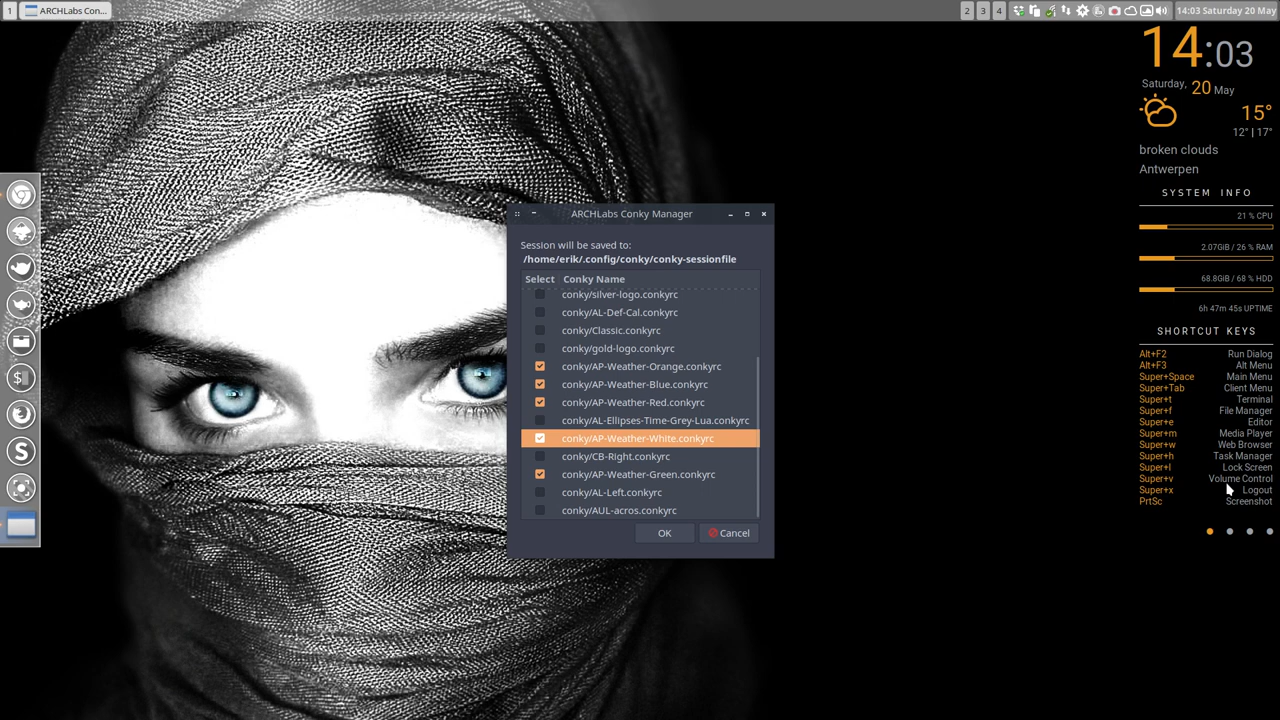 1 ARCHLabs Con... 2 3 4 14:03 Saturday 20 May
14:03
Saturday, 20 May
15°
12° | 17°
broken clouds
Antwerpen
SYSTEM INFO
21 % CPU
2.07GiB / 26 % RAM
68.8GiB / 68 % HDD
6h 47m 45s UPTIME
SHORTCUT KEYS
Alt+F2 Run Dialog
Alt+F3 Alt Menu
Super+Space Main Menu
Super+Tab Client Menu
Super+t Terminal
Super+f File Manager
Super+e Editor
Super+m Media Player
Super+w Web Browser
Super+h Task Manager
Super+l Lock Screen
Super+v Volume Control
Super+x Logout
PrtSc Screenshot
ARCHLabs Conky Manager
Session will be saved to:
/home/erik/.config/conky/conky-sessionfile
Select Conky Name
conky/silver-logo.conkyrc
conky/AL-Def-Cal.conkyrc
conky/Classic.conkyrc
conky/gold-logo.conkyrc
conky/AP-Weather-Orange.conkyrc
conky/AP-Weather-Blue.conkyrc
conky/AP-Weather-Red.conkyrc
conky/AL-Ellipses-Time-Grey-Lua.conkyrc
conky/AP-Weather-White.conkyrc
conky/CB-Right.conkyrc
conky/AP-Weather-Green.conkyrc
conky/AL-Left.conkyrc
conky/AUL-acros.conkyrc
OK Cancel
$
S